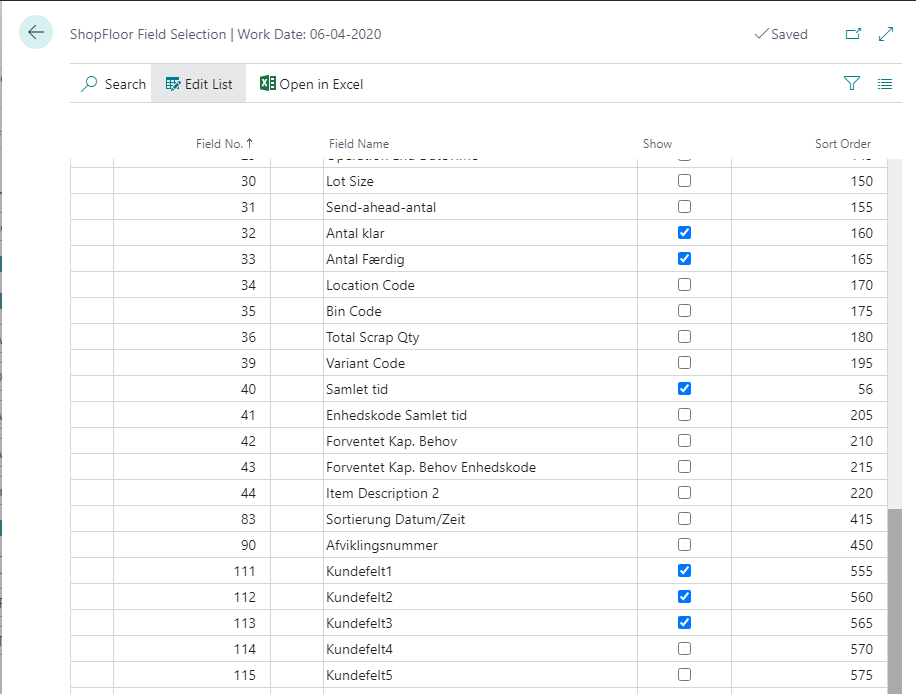 ShopFloor Field Selection | Work Date: 06-04-2020 Saved
Search Edit List Open in Excel
Field No. ↑ Field Name Show Sort Order
30 Lot Size 150
31 Send-ahead-antal 155
32 Antal klar 160
33 Antal Færdig 165
34 Location Code 170
35 Bin Code 175
36 Total Scrap Qty 180
39 Variant Code 195
40 Samlet tid 56
41 Enhedskode Samlet tid 205
42 Forventet Kap. Behov 210
43 Forventet Kap. Behov Enhedskode 215
44 Item Description 2 220
83 Sortierung Datum/Zeit 415
90 Afviklingsnummer 450
111 Kundefelt1 555
112 Kundefelt2 560
113 Kundefelt3 565
114 Kundefelt4 570
115 Kundefelt5 575